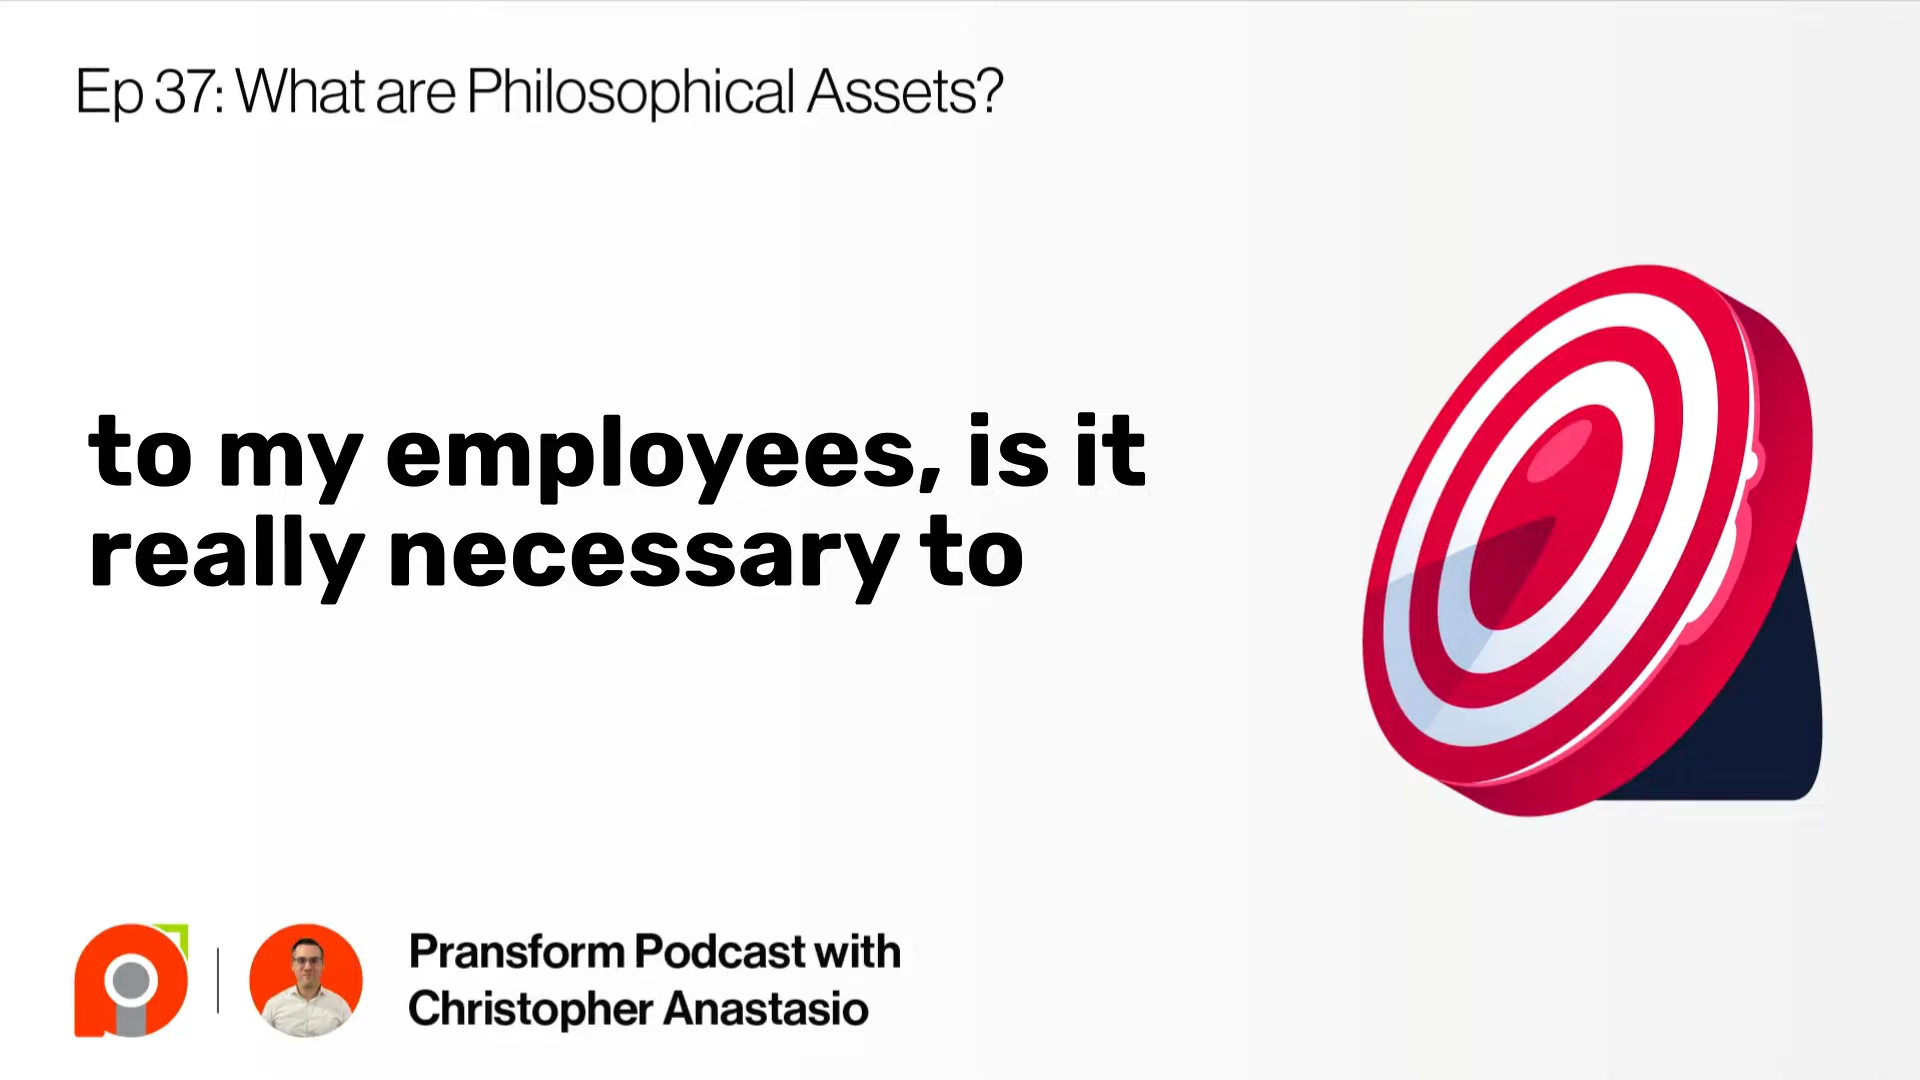 Ep 37: What are Philosophical Assets?
to my employees, is it
really necessary to
Pransform Podcast with
Christopher Anastasio